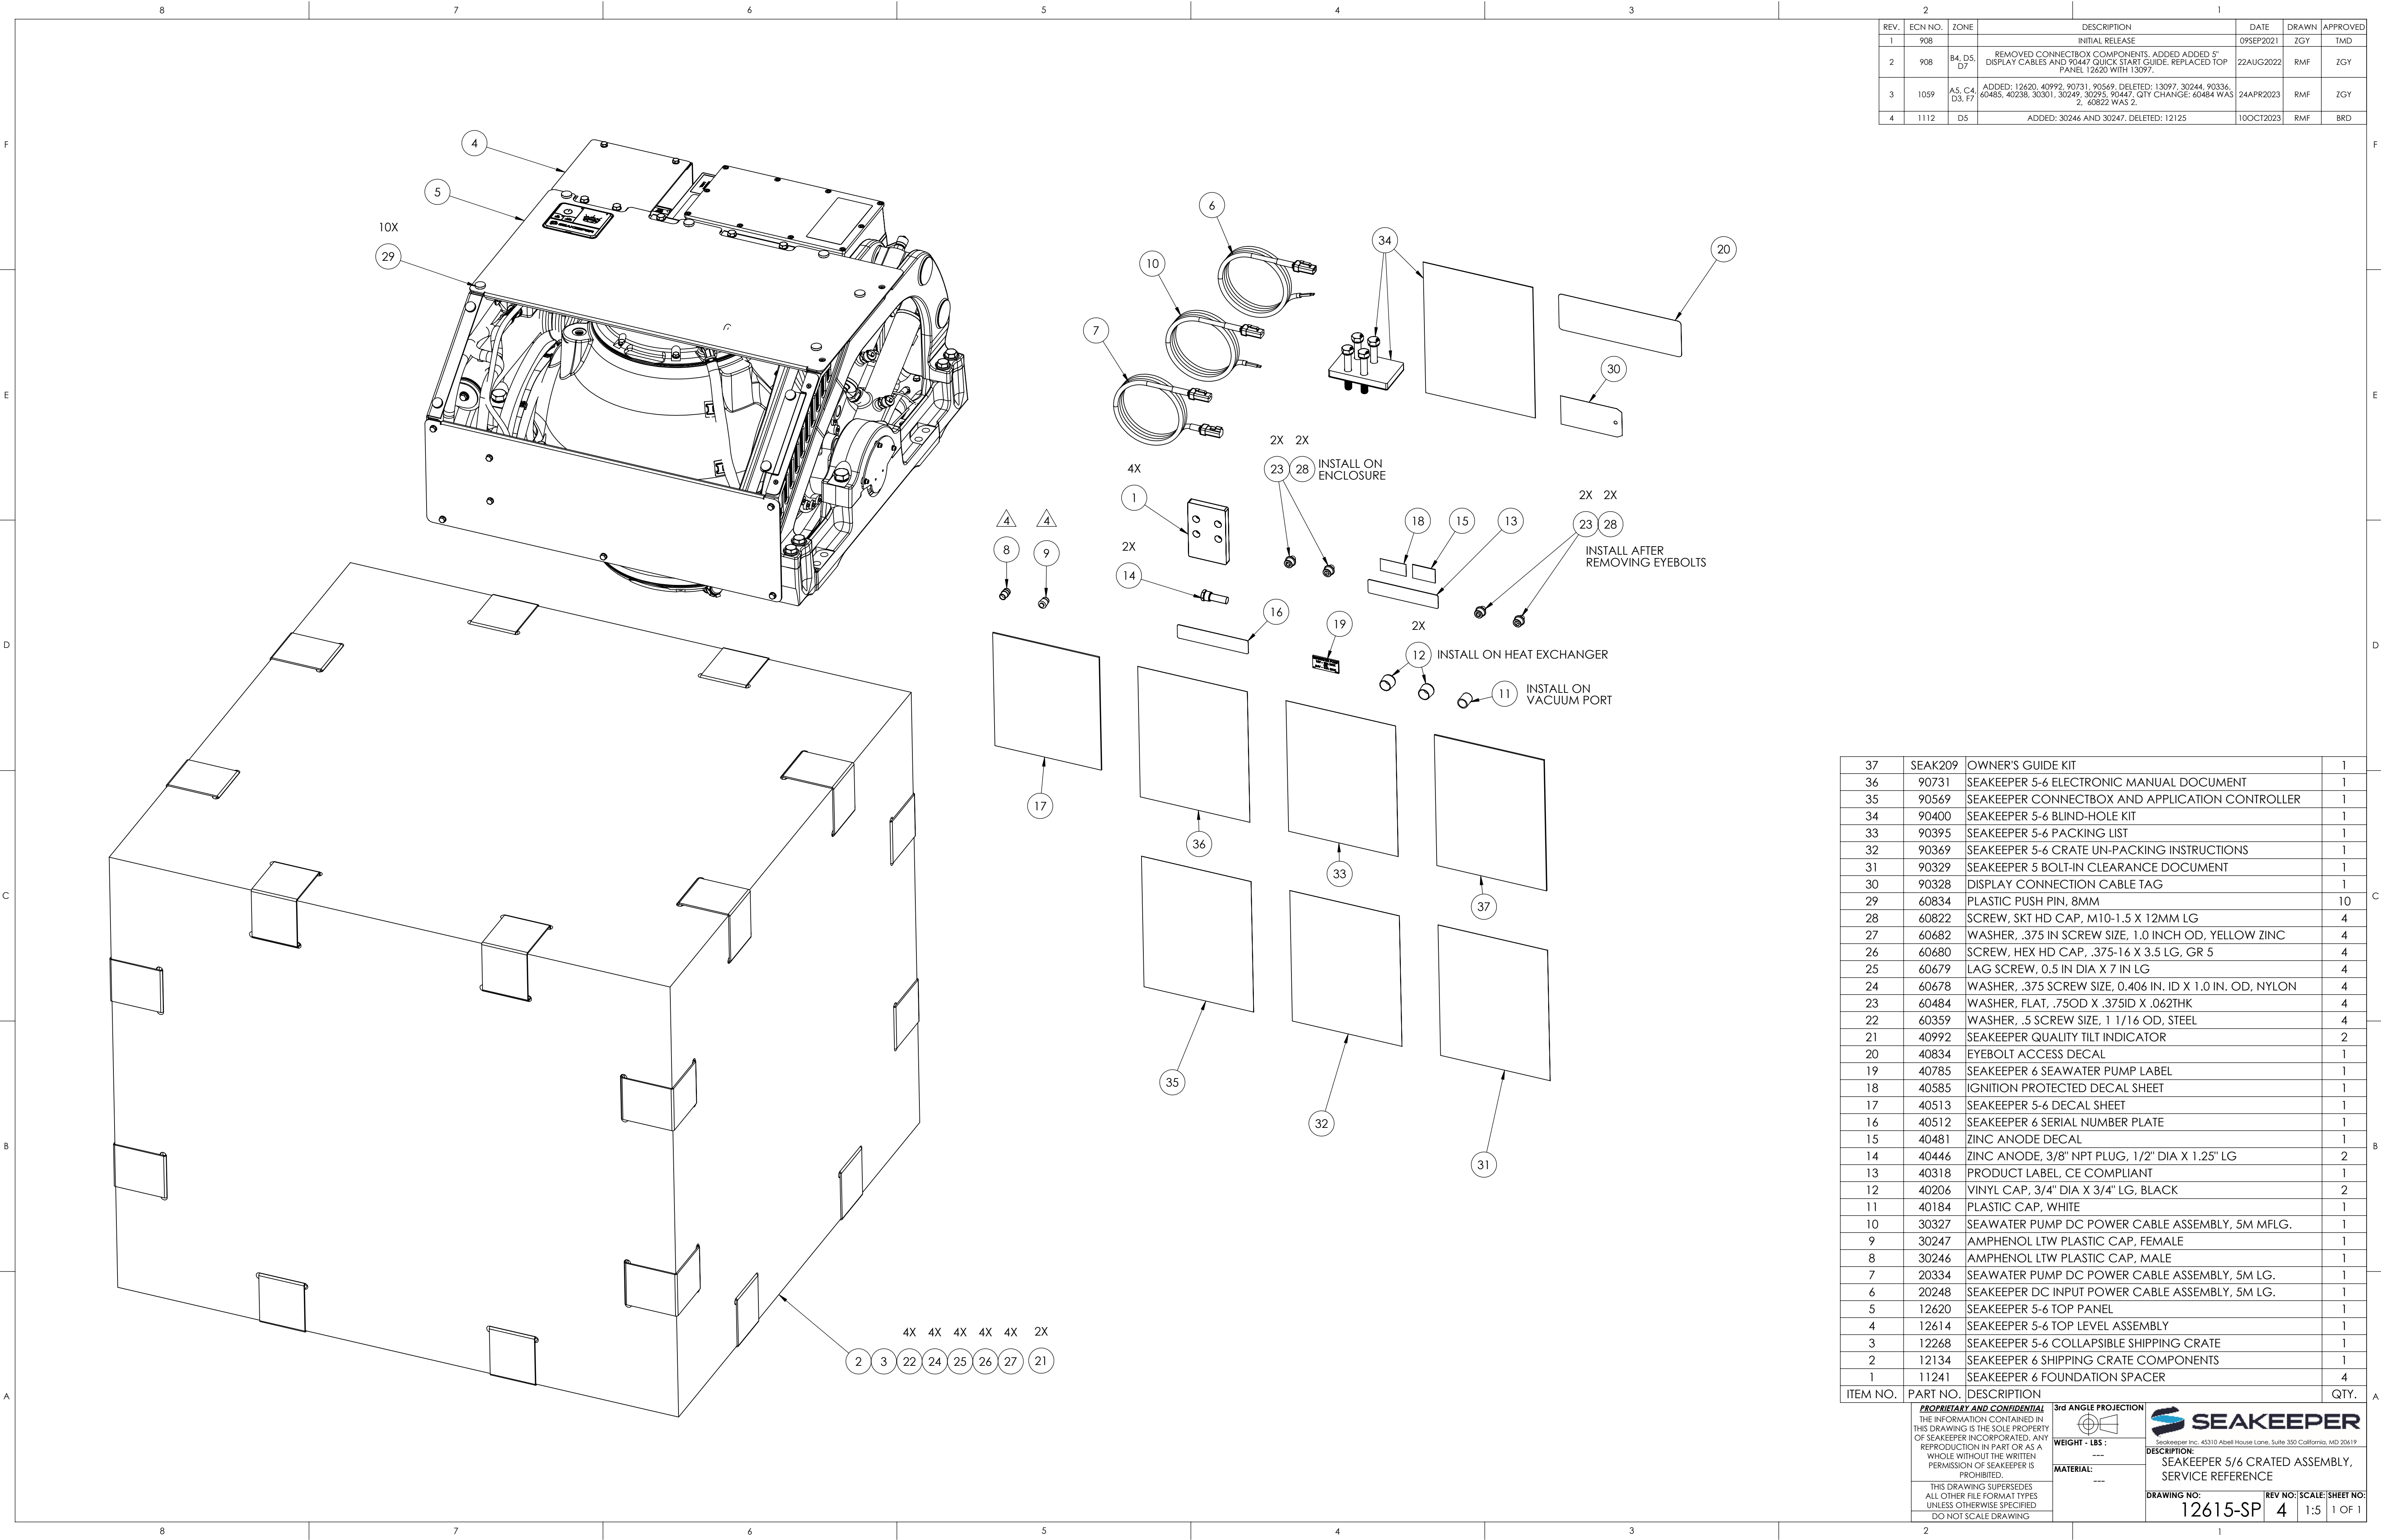 8 7 6 5 4 3 2 1
REV. ECN NO. ZONE DESCRIPTION DATE DRAWN APPROVED
1 908 INITIAL RELEASE 09SEP2021 ZGY TMD
2 908 B4, D5, D7 REMOVED CONNECTBOX COMPONENTS. ADDED ADDED 5" DISPLAY CABLES AND 90447 QUICK START GUIDE. REPLACED TOP PANEL 12620 WITH 13097. 22AUG2022 RMF ZGY
3 1059 A5, C4, D3, F7 ADDED: 12620, 40992, 90731, 90569. DELETED: 13097, 30244, 90336, 60485, 40238, 30301, 30249, 30295, 90447. QTY CHANGE: 60484 WAS 2, 60822 WAS 2. 24APR2023 RMF ZGY
4 1112 D5 ADDED: 30246 AND 30247. DELETED: 12125 10OCT2023 RMF BRD
F F
E E
D D
C C
B B
A A
4
5
10X
29
SEAKEEPER
6
10
7
34
20
30
2X 2X
23 28 INSTALL ON
ENCLOSURE
4X
1
2X
14
4 4
8 9
18 15 13
2X 2X
23 28
INSTALL AFTER
REMOVING EYEBOLTS
16
19
2X
12 INSTALL ON HEAT EXCHANGER
11 INSTALL ON
VACUUM PORT
17
36
33
37
35
32
31
4X 4X 4X 4X 4X 2X
2 3 22 24 25 26 27 21
37 SEAK209 OWNER'S GUIDE KIT 1
36 90731 SEAKEEPER 5-6 ELECTRONIC MANUAL DOCUMENT 1
35 90569 SEAKEEPER CONNECTBOX AND APPLICATION CONTROLLER 1
34 90400 SEAKEEPER 5-6 BLIND-HOLE KIT 1
33 90395 SEAKEEPER 5-6 PACKING LIST 1
32 90369 SEAKEEPER 5-6 CRATE UN-PACKING INSTRUCTIONS 1
31 90329 SEAKEEPER 5 BOLT-IN CLEARANCE DOCUMENT 1
30 90328 DISPLAY CONNECTION CABLE TAG 1
29 60834 PLASTIC PUSH PIN, 8MM 10
28 60822 SCREW, SKT HD CAP, M10-1.5 X 12MM LG 4
27 60682 WASHER, .375 IN SCREW SIZE, 1.0 INCH OD, YELLOW ZINC 4
26 60680 SCREW, HEX HD CAP, .375-16 X 3.5 LG, GR 5 4
25 60679 LAG SCREW, 0.5 IN DIA X 7 IN LG 4
24 60678 WASHER, .375 SCREW SIZE, 0.406 IN. ID X 1.0 IN. OD, NYLON 4
23 60484 WASHER, FLAT, .75OD X .375ID X .062THK 4
22 60359 WASHER, .5 SCREW SIZE, 1 1/16 OD, STEEL 4
21 40992 SEAKEEPER QUALITY TILT INDICATOR 2
20 40834 EYEBOLT ACCESS DECAL 1
19 40785 SEAKEEPER 6 SEAWATER PUMP LABEL 1
18 40585 IGNITION PROTECTED DECAL SHEET 1
17 40513 SEAKEEPER 5-6 DECAL SHEET 1
16 40512 SEAKEEPER 6 SERIAL NUMBER PLATE 1
15 40481 ZINC ANODE DECAL 1
14 40446 ZINC ANODE, 3/8" NPT PLUG, 1/2" DIA X 1.25" LG 2
13 40318 PRODUCT LABEL, CE COMPLIANT 1
12 40206 VINYL CAP, 3/4" DIA X 3/4" LG, BLACK 2
11 40184 PLASTIC CAP, WHITE 1
10 30327 SEAWATER PUMP DC POWER CABLE ASSEMBLY, 5M MFLG. 1
9 30247 AMPHENOL LTW PLASTIC CAP, FEMALE 1
8 30246 AMPHENOL LTW PLASTIC CAP, MALE 1
7 20334 SEAWATER PUMP DC POWER CABLE ASSEMBLY, 5M LG. 1
6 20248 SEAKEEPER DC INPUT POWER CABLE ASSEMBLY, 5M LG. 1
5 12620 SEAKEEPER 5-6 TOP PANEL 1
4 12614 SEAKEEPER 5-6 TOP LEVEL ASSEMBLY 1
3 12268 SEAKEEPER 5-6 COLLAPSIBLE SHIPPING CRATE 1
2 12134 SEAKEEPER 6 SHIPPING CRATE COMPONENTS 1
1 11241 SEAKEEPER 6 FOUNDATION SPACER 4
ITEM NO. PART NO. DESCRIPTION QTY.
PROPRIETARY AND CONFIDENTIAL
THE INFORMATION CONTAINED IN
THIS DRAWING IS THE SOLE PROPERTY
OF SEAKEEPER INCORPORATED. ANY
REPRODUCTION IN PART OR AS A
WHOLE WITHOUT THE WRITTEN
PERMISSION OF SEAKEEPER IS
PROHIBITED.
THIS DRAWING SUPERSEDES
ALL OTHER FILE FORMAT TYPES
UNLESS OTHERWISE SPECIFIED
DO NOT SCALE DRAWING
3rd ANGLE PROJECTION
WEIGHT - LBS :
---
MATERIAL:
---
SEAKEEPER
Seakeeper Inc. 45310 Abell House Lane, Suite 350 California, MD 20619
DESCRIPTION:
SEAKEEPER 5/6 CRATED ASSEMBLY,
SERVICE REFERENCE
DRAWING NO: REV NO: SCALE: SHEET NO:
12615-SP 4 1:5 1 OF 1
8 7 6 5 4 3 2 1